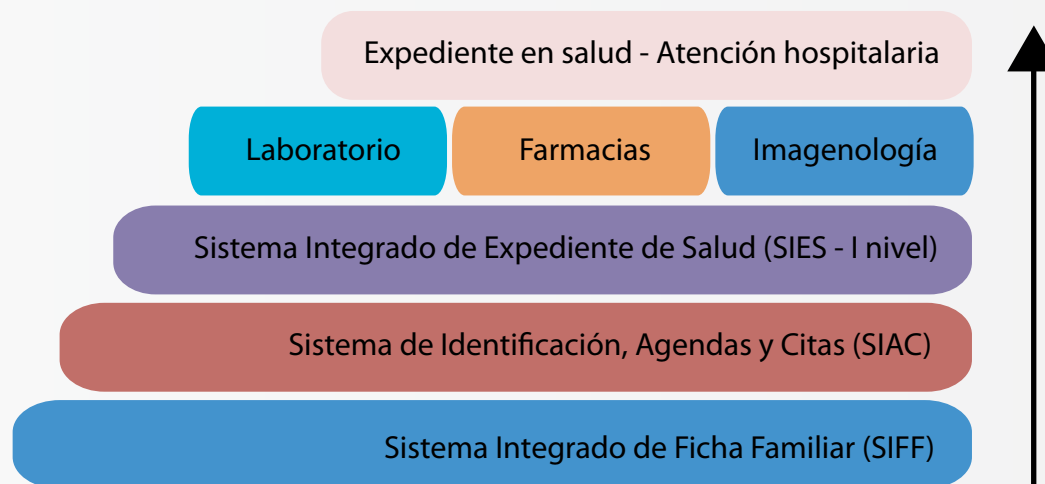 Expediente en salud - Atención hospitalaria
Laboratorio
Farmacias
Imagenología
Sistema Integrado de Expediente de Salud (SIES - I nivel)
Sistema de Identificación, Agendas y Citas (SIAC)
Sistema Integrado de Ficha Familiar (SIFF)